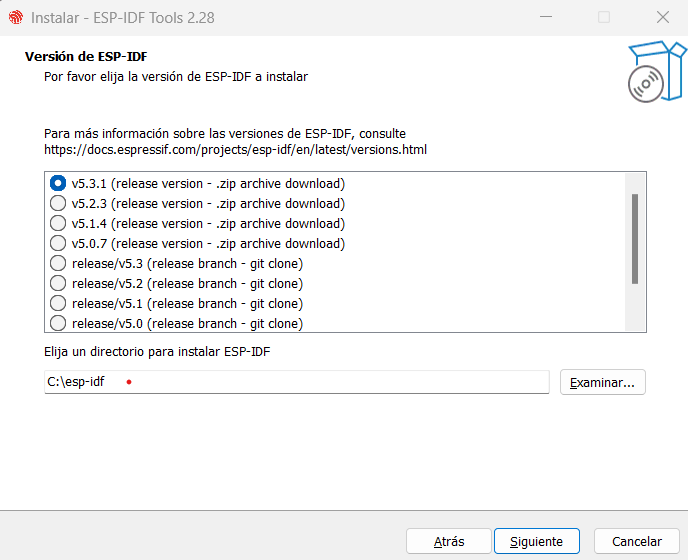 Instalar - ESP-IDF Tools 2.28
Versión de ESP-IDF
Por favor elija la versión de ESP-IDF a instalar
Para más información sobre las versiones de ESP-IDF, consulte
https://docs.espressif.com/projects/esp-idf/en/latest/versions.html
v5.3.1 (release version - .zip archive download)
v5.2.3 (release version - .zip archive download)
v5.1.4 (release version - .zip archive download)
v5.0.7 (release version - .zip archive download)
release/v5.3 (release branch - git clone)
release/v5.2 (release branch - git clone)
release/v5.1 (release branch - git clone)
release/v5.0 (release branch - git clone)
Elija un directorio para instalar ESP-IDF
C:\esp-idf
Examinar...
Atrás
Siguiente
Cancelar